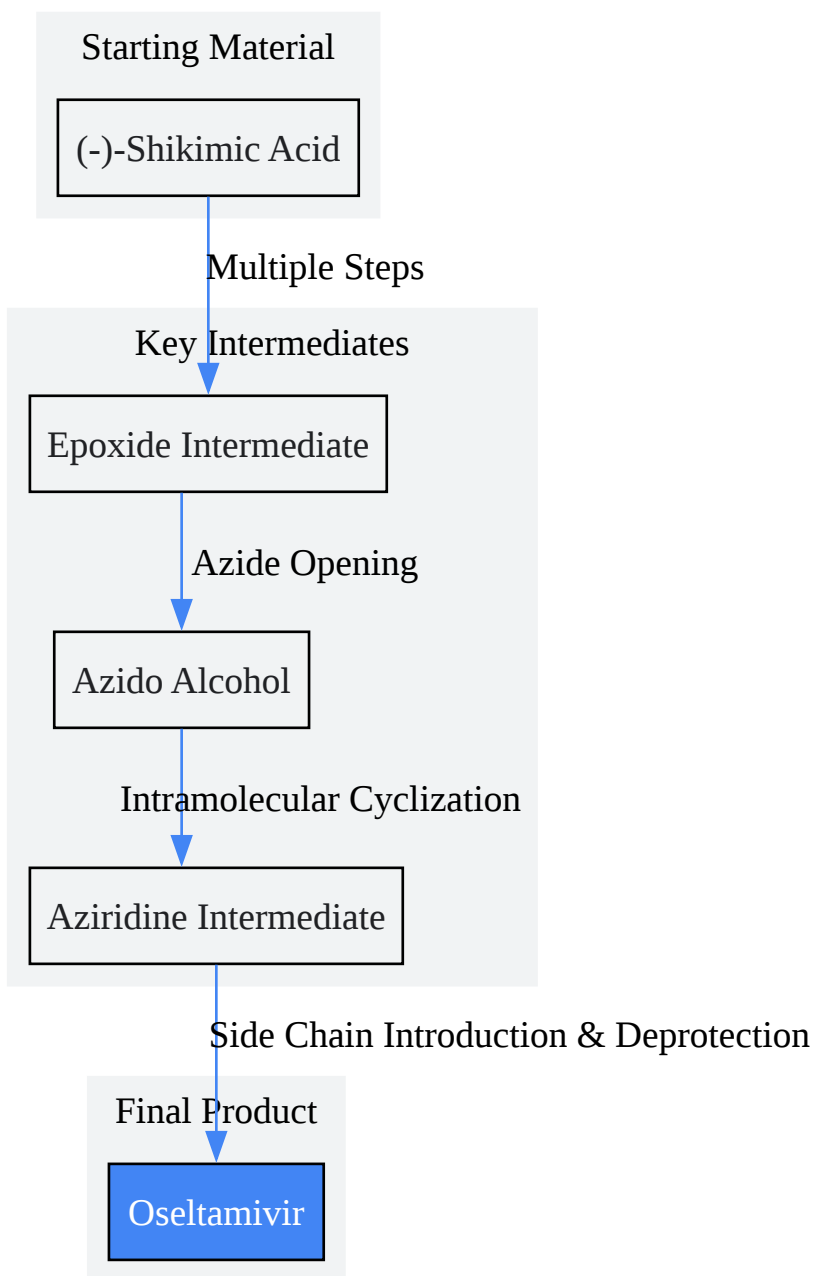 Starting Material
(-)-Shikimic Acid
Multiple Steps
Key Intermediates
Epoxide Intermediate
Azide Opening
Azido Alcohol
Intramolecular Cyclization
Aziridine Intermediate
Side Chain Introduction & Deprotection
Final Product
Oseltamivir